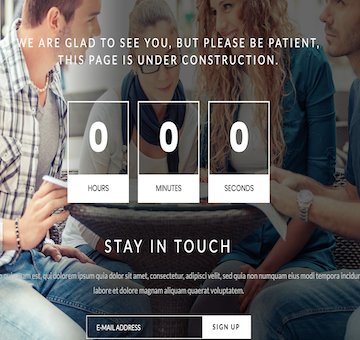 WE ARE GLAD TO SEE YOU, BUT PLEASE BE PATIENT,
THIS PAGE IS UNDER CONSTRUCTION.
0 0 0
HOURS MINUTES SECONDS
STAY IN TOUCH
est, qui dolorem ipsum quia dolor sit amet, consectetur, adipisci velit, sed quia non numquam eius modi tempora
labore et dolore magnam aliquam quaerat voluptatem.
E-MAIL ADDRESS SIGN UP